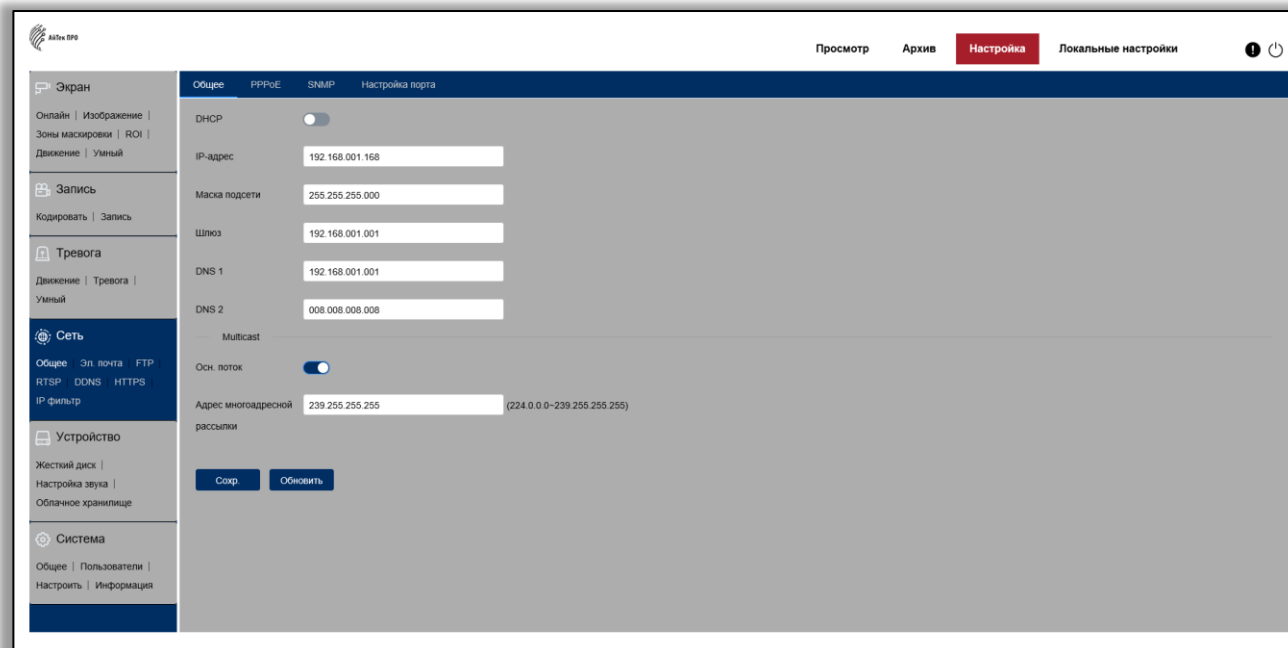 АйТек ПРО
Просмотр Архив Настройка Локальные настройки
Экран
Онлайн | Изображение |
Зоны маскировки | ROI |
Движение | Умный
Запись
Кодировать | Запись
Тревога
Движение | Тревога |
Умный
Сеть
Общее | Эл. почта | FTP |
RTSP | DDNS | HTTPS |
IP фильтр
Устройство
Жесткий диск |
Настройка звука |
Облачное хранилище
Система
Общее | Пользователи |
Настроить | Информация
Общее PPPoE SNMP Настройка порта
DHCP
IP-адрес 192.168.001.168
Маска подсети 255.255.255.000
Шлюз 192.168.001.001
DNS 1 192.168.001.001
DNS 2 008.008.008.008
Multicast
Осн. поток
Адрес многоадресной 239.255.255.255 (224.0.0.0~239.255.255.255)
рассылки
Сохр. Обновить